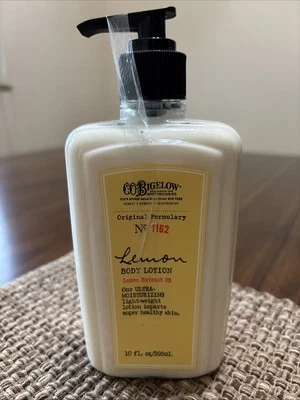 C.O. BIGELOW
Original Formulary
No 1162
Lemon
BODY LOTION
Lemon Extract 2%
Our ULTRA-
MOISTURIZING
lightweight
lotion imparts
super healthy skin.
10 fl. oz/295mL